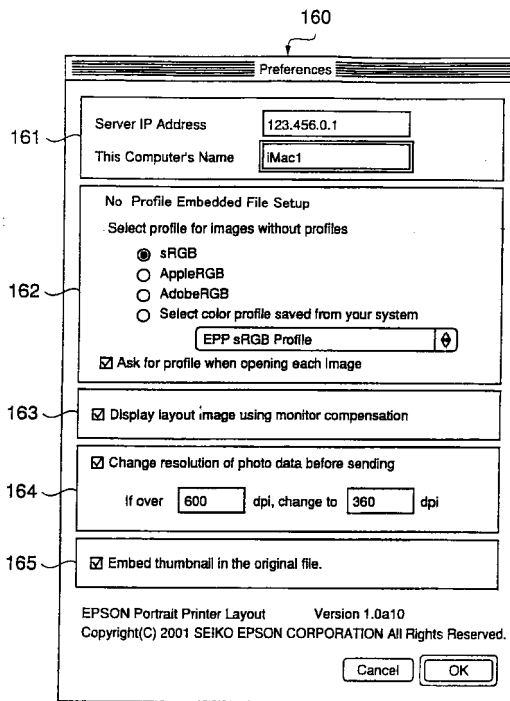 160
Preferences
161
Server IP Address 123.456.0.1
This Computer's Name iMac1
162
No Profile Embedded File Setup
Select profile for images without profiles
sRGB
AppleRGB
AdobeRGB
Select color profile saved from your system
EPP sRGB Profile
Ask for profile when opening each Image
163
Display layout image using monitor compensation
164
Change resolution of photo data before sending
If over 600 dpi, change to 360 dpi
165
Embed thumbnail in the original file.
EPSON Portrait Printer Layout Version 1.0a10
Copyright(C) 2001 SEIKO EPSON CORPORATION All Rights Reserved.
Cancel OK